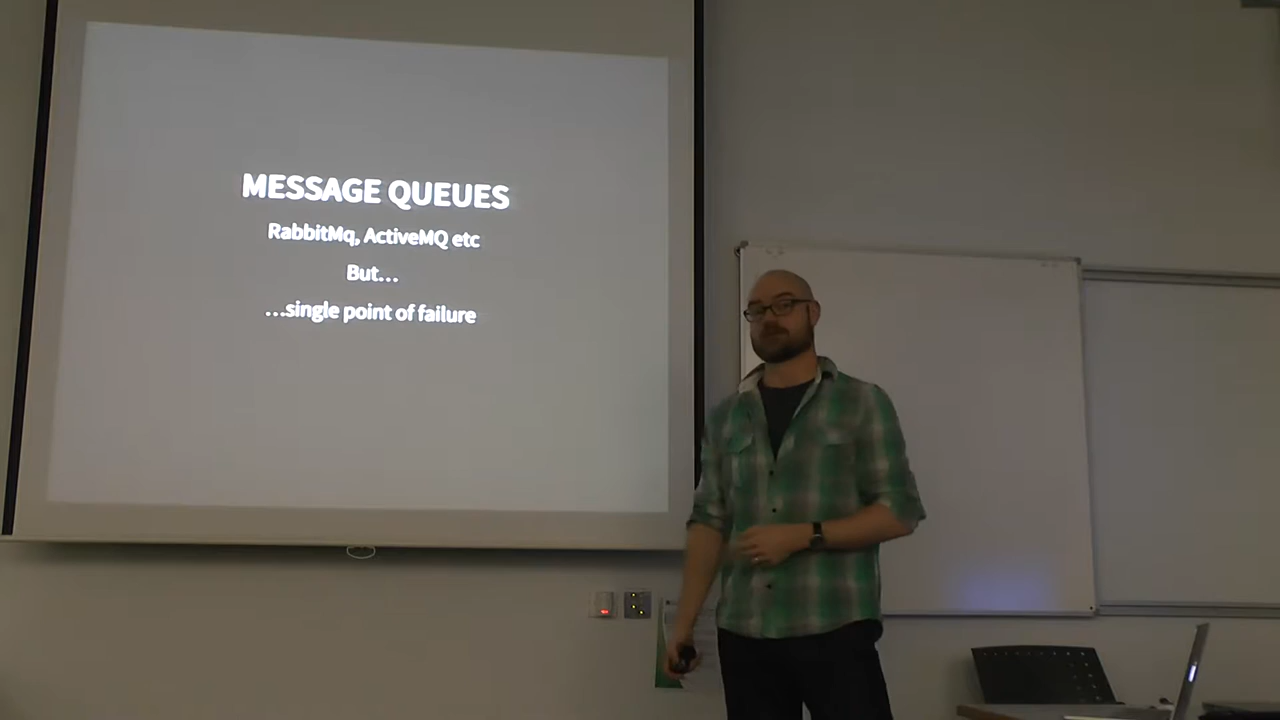 MESSAGE QUEUES
RabbitMq, ActiveMQ etc
But...
...single point of failure